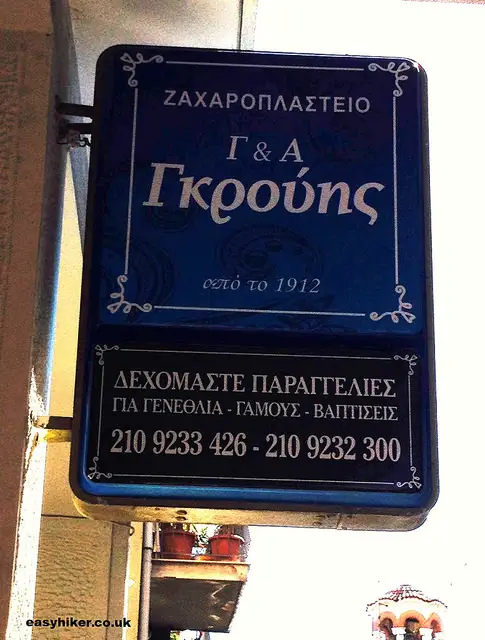 ΖΑΧΑΡΟΠΛΑΣΤΕΙΟ
Γ & Α
Γκρούης
από το 1912
ΔΕΧΟΜΑΣΤΕ ΠΑΡΑΓΓΕΛΙΕΣ
ΓΙΑ ΓΕΝΕΘΛΙΑ - ΓΑΜΟΥΣ - ΒΑΠΤΙΣΕΙΣ
210 9233 426 - 210 9232 300
easyhiker.co.uk